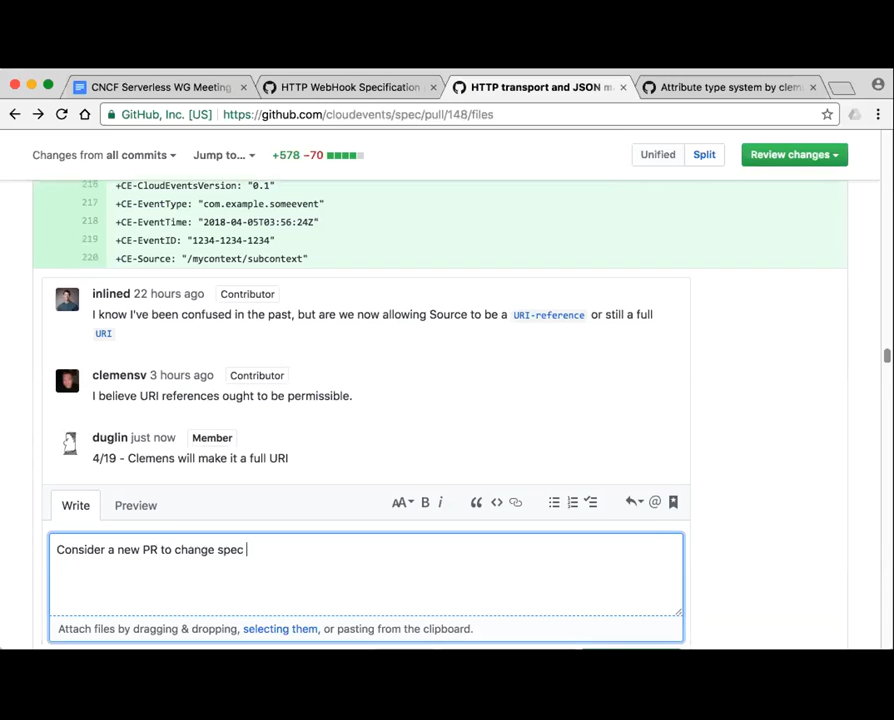 CNCF Serverless WG Meeting
HTTP WebHook Specification
HTTP transport and JSON m
Attribute type system by clem
GitHub, Inc. [US] https://github.com/cloudevents/spec/pull/148/files
Changes from all commits Jump to... +578 −70 Unified Split Review changes
216 +CE-CloudEventsVersion: "0.1"
217 +CE-EventType: "com.example.someevent"
218 +CE-EventTime: "2018-04-05T03:56:24Z"
219 +CE-EventID: "1234-1234-1234"
220 +CE-Source: "/mycontext/subcontext"
inlined 22 hours ago Contributor
I know I've been confused in the past, but are we now allowing Source to be a URI-reference or still a full
URI
clemensv 3 hours ago Contributor
I believe URI references ought to be permissible.
duglin just now Member
4/19 - Clemens will make it a full URI
Write Preview AA B i
Consider a new PR to change spec
Attach files by dragging & dropping, selecting them, or pasting from the clipboard.